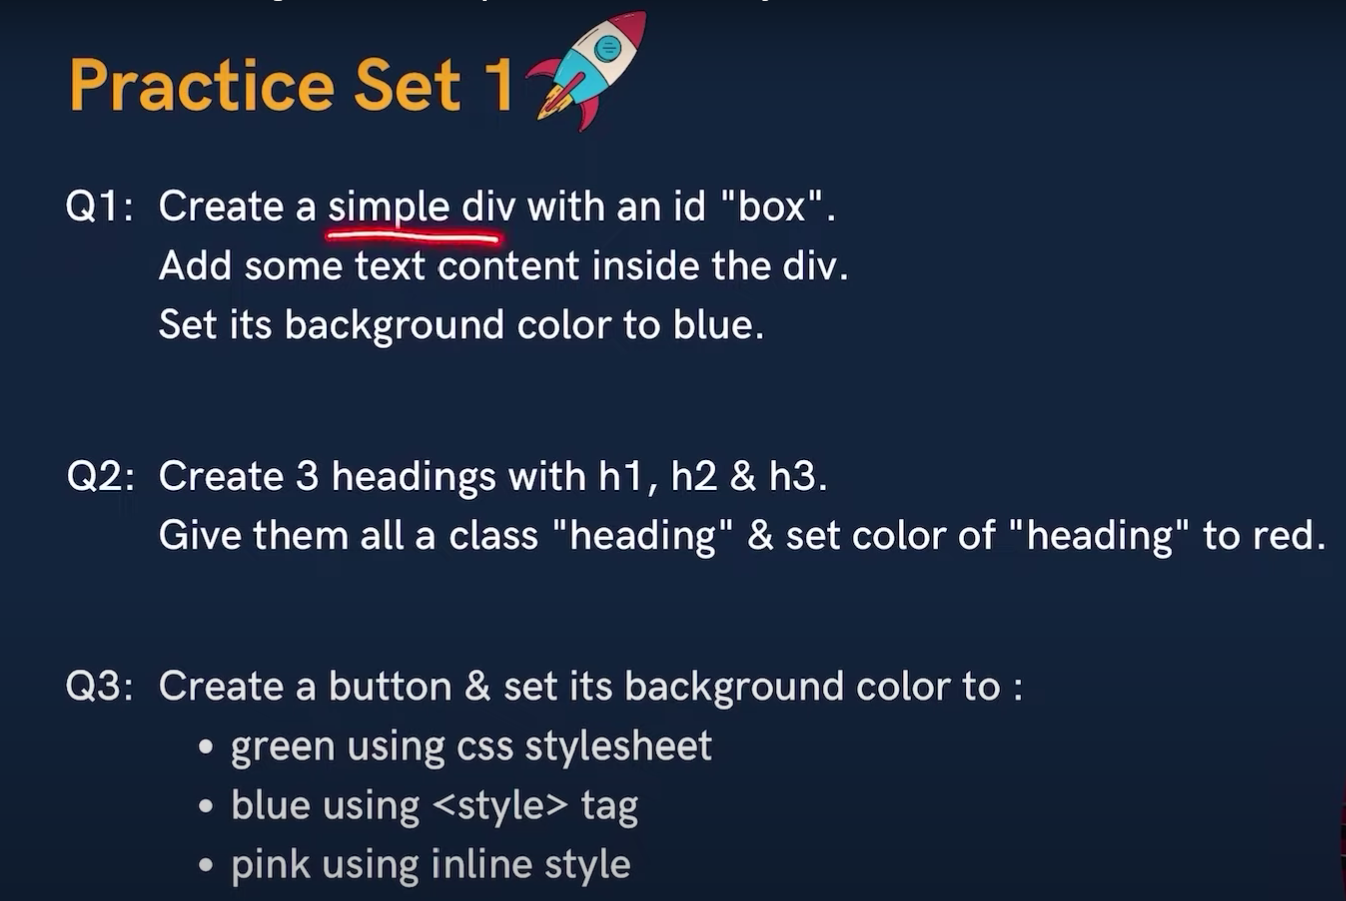 Practice Set 1
Q1: Create a simple div with an id "box".
Add some text content inside the div.
Set its background color to blue.
Q2: Create 3 headings with h1, h2 & h3.
Give them all a class "heading" & set color of "heading" to red.
Q3: Create a button & set its background color to :
• green using css stylesheet
• blue using <style> tag
• pink using inline style